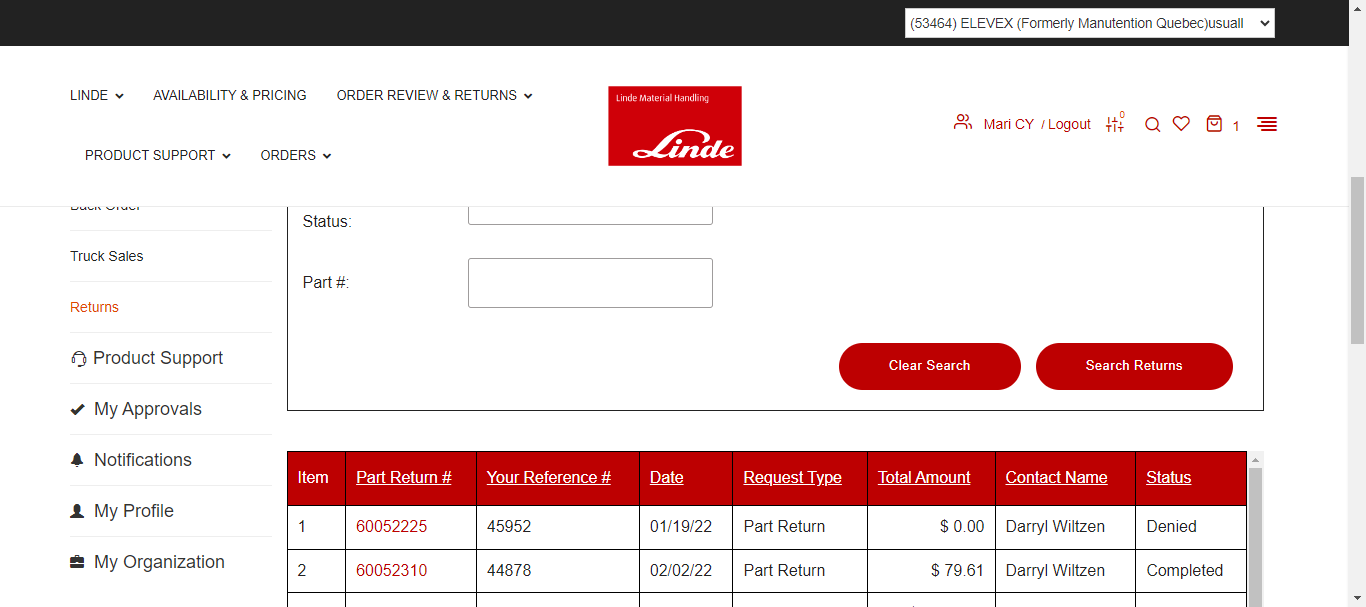 (53464) ELEVEX (Formerly Manutention Quebec)usuall
LINDE
AVAILABILITY & PRICING
ORDER REVIEW & RETURNS
PRODUCT SUPPORT
ORDERS
Linde Material Handling
Linde
Mari CY / Logout
0
1
Back Order
Truck Sales
Returns
Product Support
My Approvals
Notifications
My Profile
My Organization
Status:
Part #:
Clear Search
Search Returns
Item Part Return # Your Reference # Date Request Type Total Amount Contact Name Status
1 60052225 45952 01/19/22 Part Return $ 0.00 Darryl Wiltzen Denied
2 60052310 44878 02/02/22 Part Return $ 79.61 Darryl Wiltzen Completed